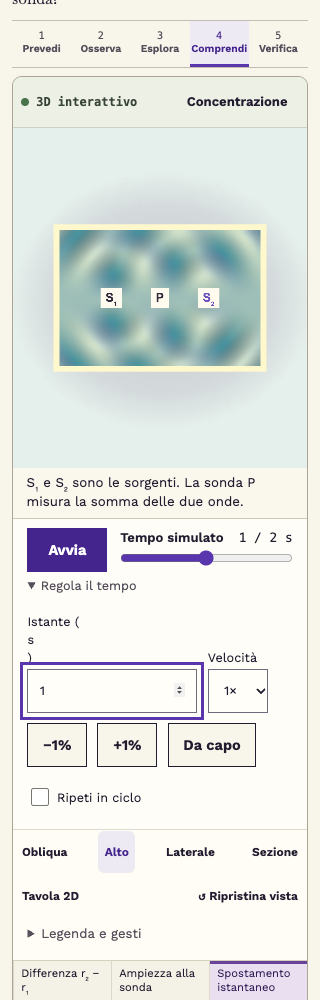 sonda?
1 2 3 4 5
Prevedi Osserva Esplora Comprendi Verifica
3D interattivo Concentrazione
S₁ P S₂
S₁ e S₂ sono le sorgenti. La sonda P
misura la somma delle due onde.
Avvia Tempo simulato 1 / 2 s
▼ Regola il tempo
Istante (
s
) Velocità
1 1×
−1% +1% Da capo
Ripeti in ciclo
Obliqua Alto Laterale Sezione
Tavola 2D ↺ Ripristina vista
▶ Legenda e gesti
Differenza r₂ − Ampiezza alla Spostamento
r₁ sonda istantaneo